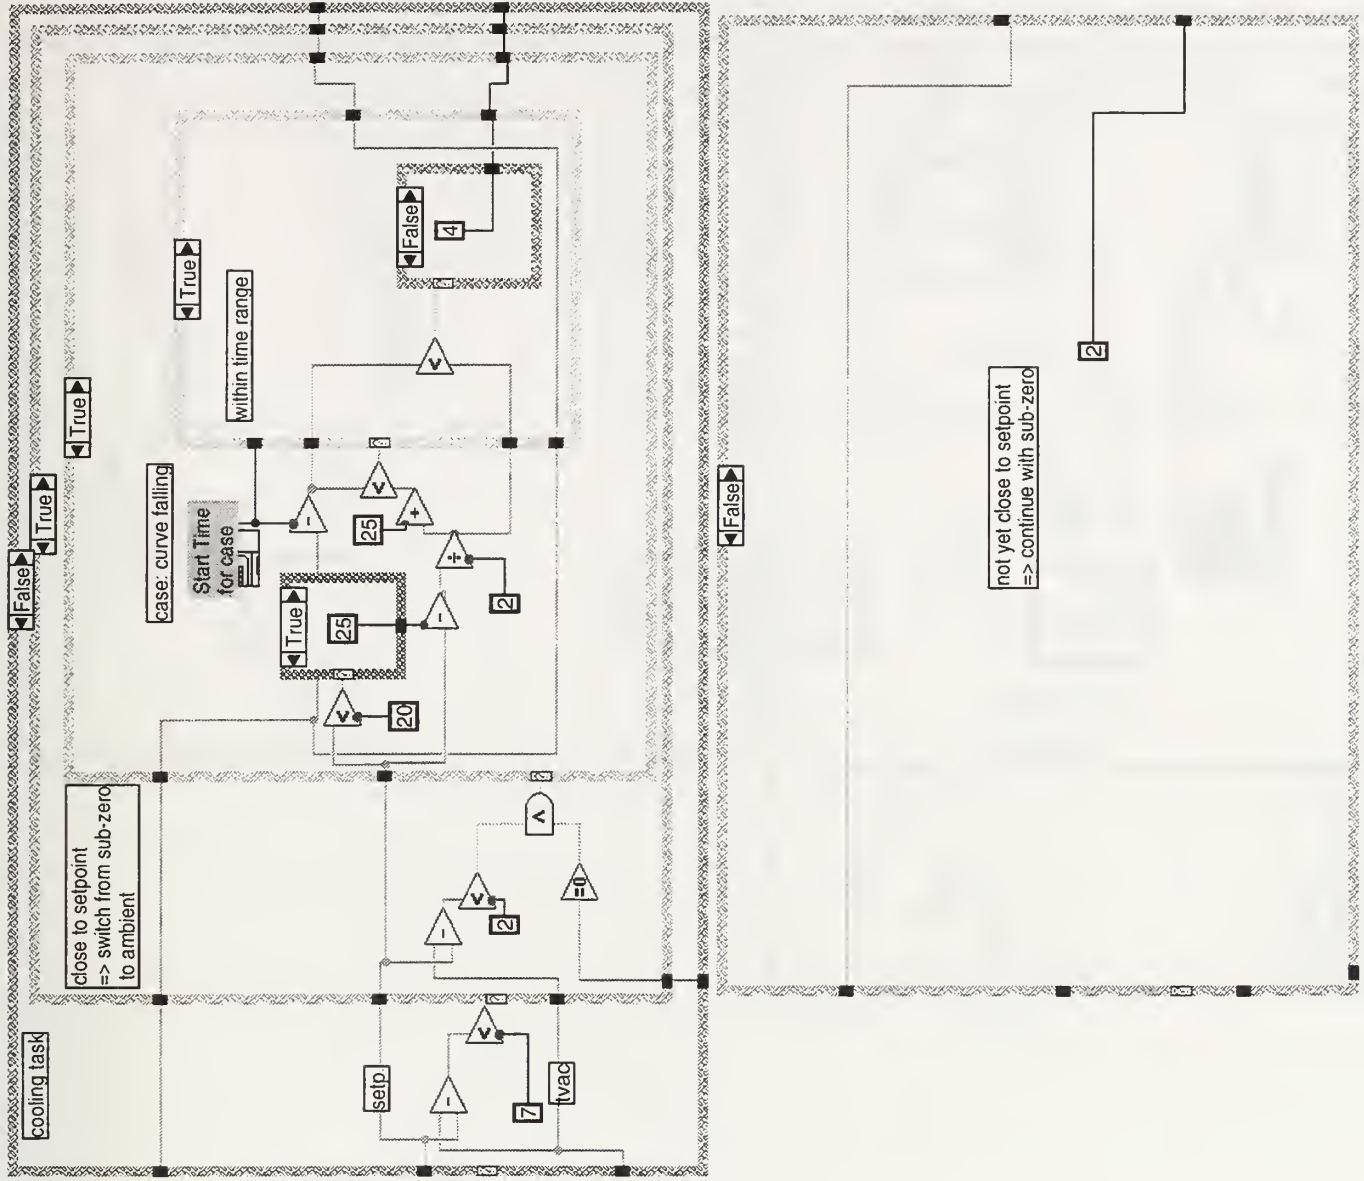 cooling task
False
True
True
close to setpoint
=> switch from sub-zero
to ambient
case: curve falling
Start Time
for case
within time range
True
True
25
20
25
2
False
4
setp.
7
tvac
2
=0
False
not yet close to setpoint
=> continue with sub-zero
2